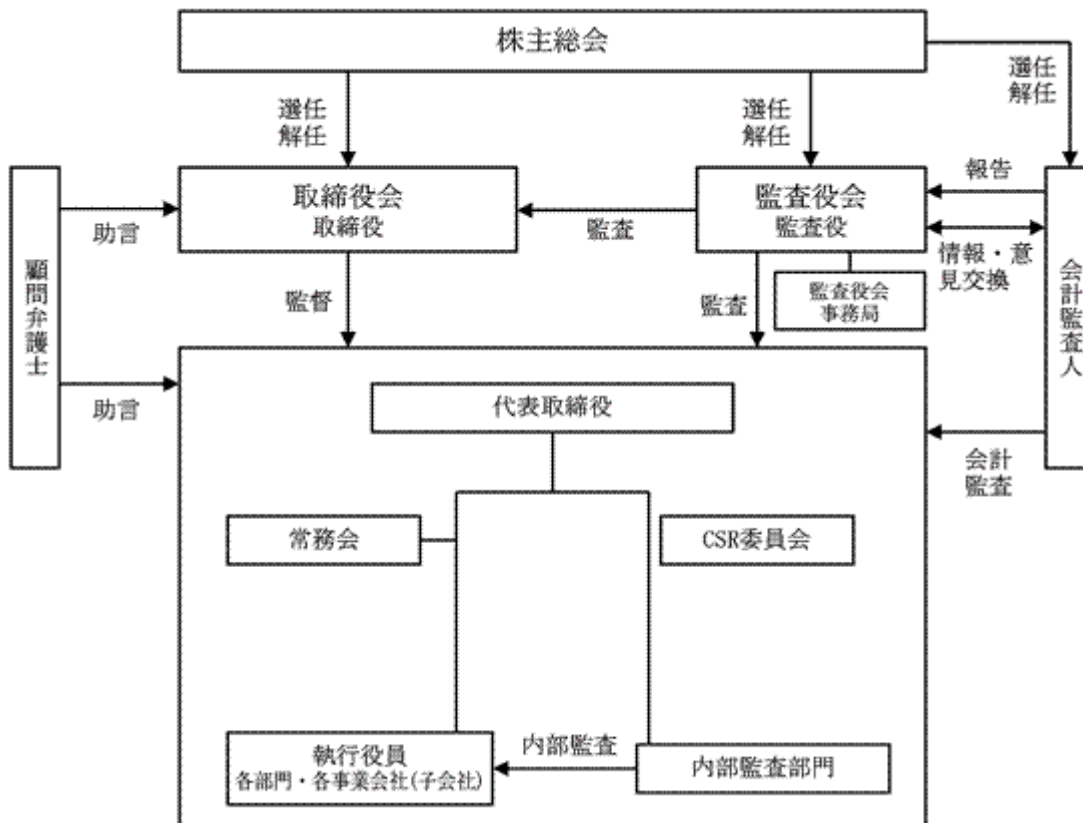 株主総会
選任
解任
選任
解任
選任
解任
取締役会
取締役
監査役会
監査役
報告
助言
監査
情報・意
見交換
顧問弁護士
会計監査人
監督
監査
監査役会
事務局
助言
代表取締役
会計
監査
常務会
CSR委員会
執行役員
各部門・各事業会社(子会社)
内部監査
内部監査部門